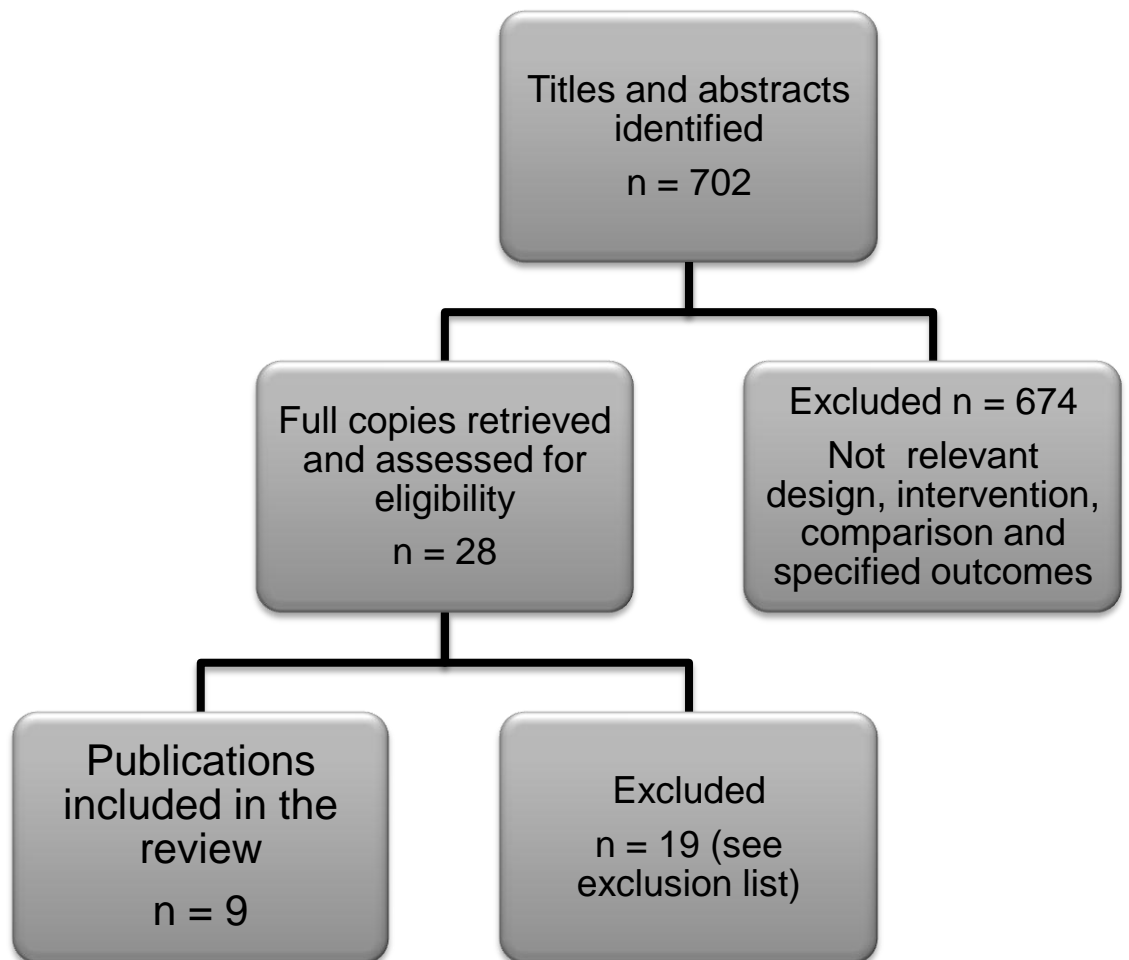 Titles and abstracts
identified
n = 702
Full copies retrieved
and assessed for
eligibility
n = 28
Excluded n = 674
Not relevant
design, intervention,
comparison and
specified outcomes
Publications
included in the
review
n = 9
Excluded
n = 19 (see
exclusion list)